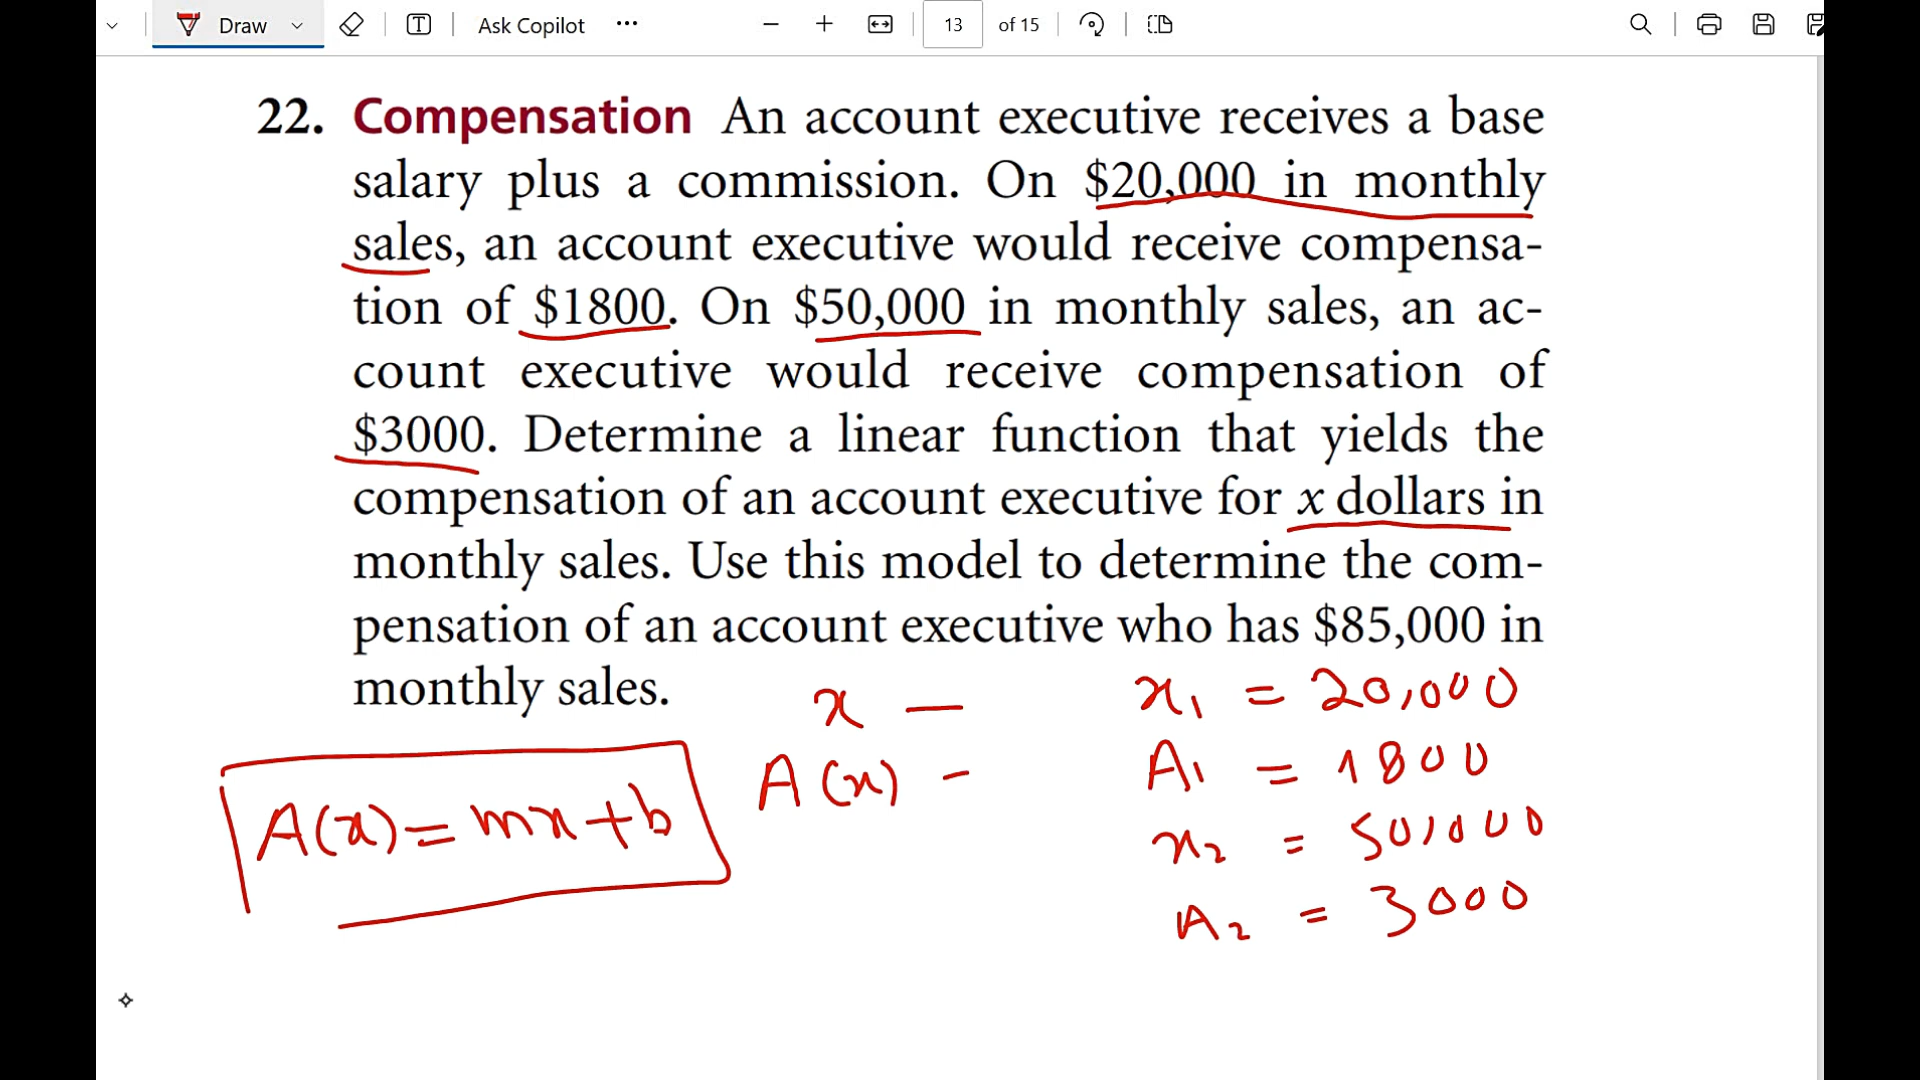 Draw Ask Copilot ... 13 of 15
22. Compensation An account executive receives a base
salary plus a commission. On $20,000 in monthly
sales, an account executive would receive compensa-
tion of $1800. On $50,000 in monthly sales, an ac-
count executive would receive compensation of
$3000. Determine a linear function that yields the
compensation of an account executive for x dollars in
monthly sales. Use this model to determine the com-
pensation of an account executive who has $85,000 in
monthly sales.
x —
A(x) -
A(x) = mx + b
x1 = 20,000
A1 = 1800
x2 = 50,000
A2 = 3000